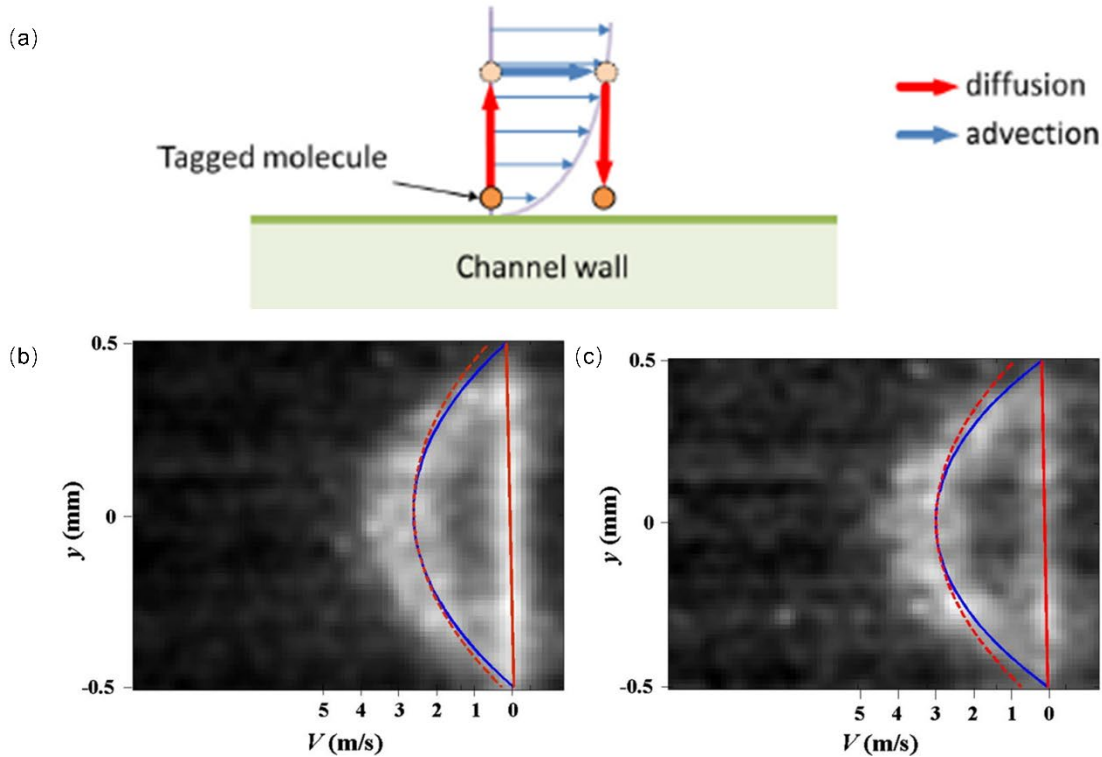 (a)
diffusion
advection
Tagged molecule
Channel wall
(b)
0.5
0
-0.5
y (mm)
5 4 3 2 1 0
V (m/s)
(c)
0.5
0
-0.5
y (mm)
5 4 3 2 1 0
V (m/s)